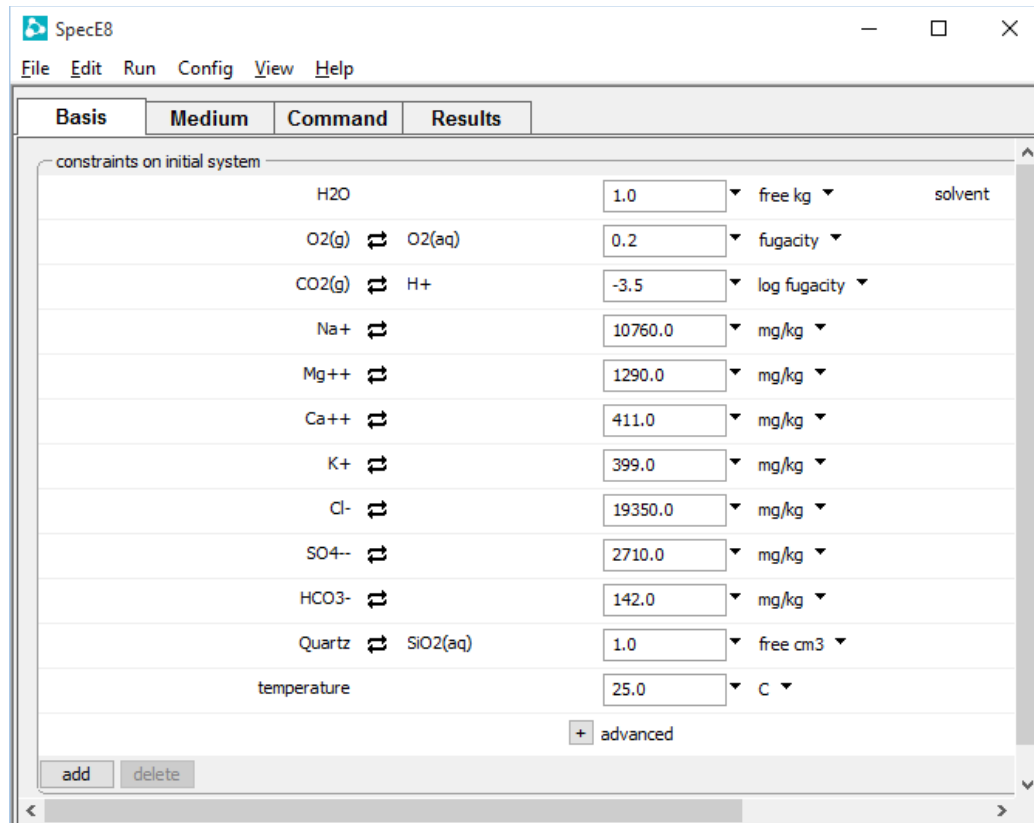 SpecE8
File Edit Run Config View Help
Basis Medium Command Results
constraints on initial system
H2O 1.0 free kg solvent
O2(g) O2(aq) 0.2 fugacity
CO2(g) H+ -3.5 log fugacity
Na+ 10760.0 mg/kg
Mg++ 1290.0 mg/kg
Ca++ 411.0 mg/kg
K+ 399.0 mg/kg
Cl- 19350.0 mg/kg
SO4-- 2710.0 mg/kg
HCO3- 142.0 mg/kg
Quartz SiO2(aq) 1.0 free cm3
temperature 25.0 C
+ advanced
add delete